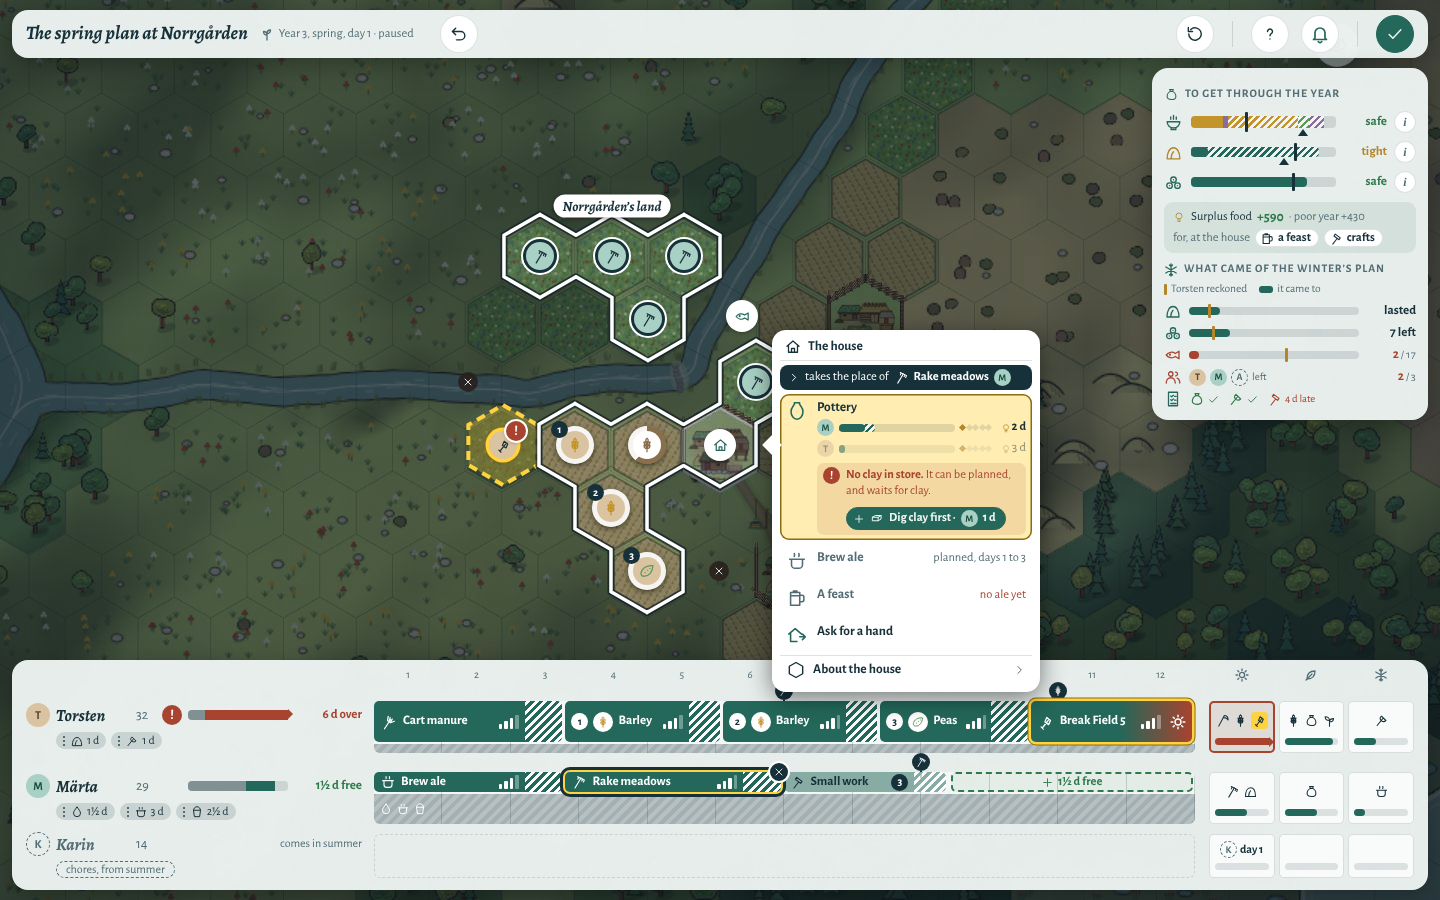 The spring plan at Norrgården
Year 3, spring, day 1 · paused
?
TO GET THROUGH THE YEAR
safe
i
tight
i
safe
i
Surplus food +590 · poor year +430
for, at the house
a feast
crafts
WHAT CAME OF THE WINTER'S PLAN
Torsten reckoned
it came to
lasted
7 left
2 / 17
T M A left
2 / 3
4 d late
Norrgården's land
!
1
2
3
The house
takes the place of Rake meadows M
Pottery
M 2 d
T 3 d
! No clay in store. It can be planned,
and waits for clay.
+ Dig clay first · M 1 d
Brew ale
planned, days 1 to 3
A feast
no ale yet
Ask for a hand
About the house
1 2 3 4 5 6 11 12
T Torsten 32 ! 6 d over
1 d
1 d
Cart manure
1 Barley
2 Barley
3 Peas
Break Field 5
M Märta 29 1½ d free
1½ d
3 d
2½ d
Brew ale
Rake meadows
Small work 3
+ 1½ d free
K Karin 14 comes in summer
chores, from summer
K day 1